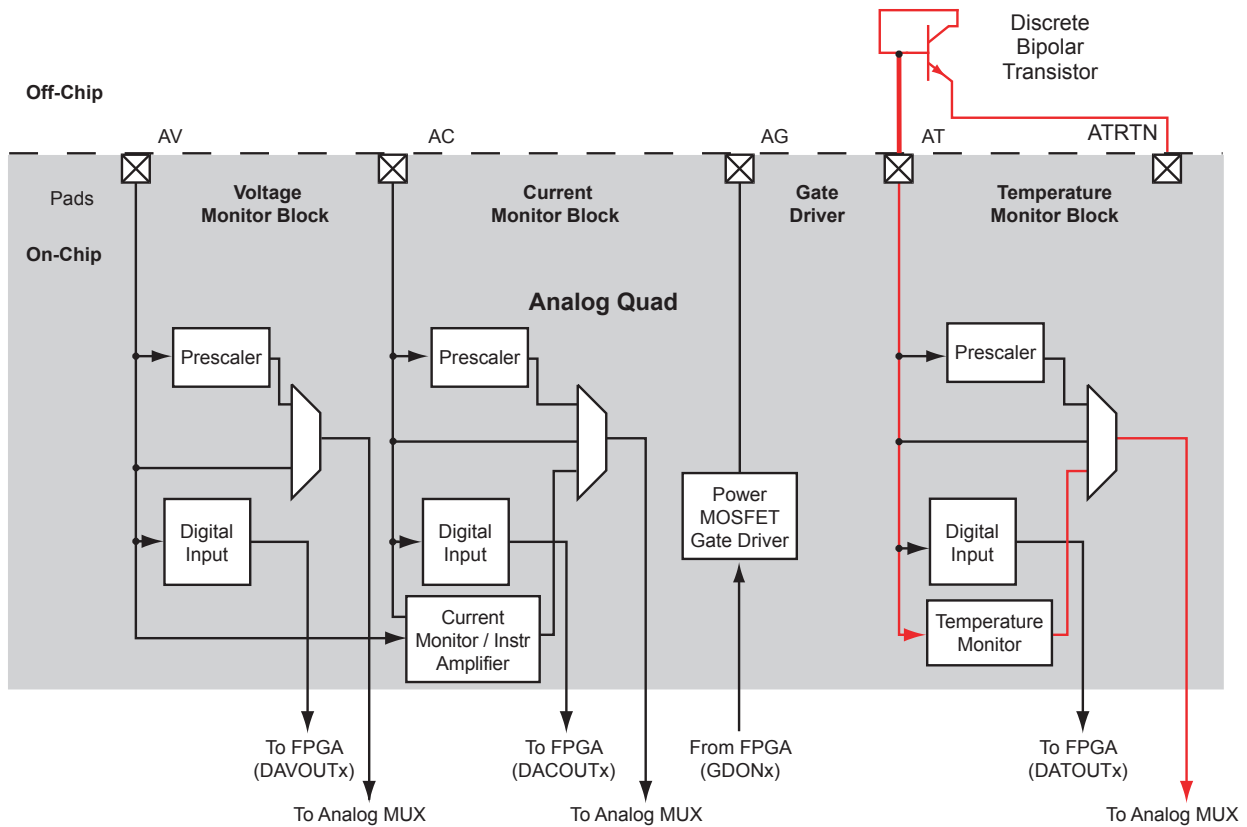 Discrete
Bipolar
Transistor
Off-Chip
AV
AC
AG
AT
ATRTN
Pads
Voltage
Monitor Block
Current
Monitor Block
Gate
Driver
Temperature
Monitor Block
On-Chip
Analog Quad
Prescaler
Prescaler
Prescaler
Power
MOSFET
Gate Driver
Digital
Input
Digital
Input
Digital
Input
Current
Monitor / Instr
Amplifier
Temperature
Monitor
To FPGA
(DAVOUTx)
To FPGA
(DACOUTx)
From FPGA
(GDONx)
To FPGA
(DATOUTx)
To Analog MUX
To Analog MUX
To Analog MUX